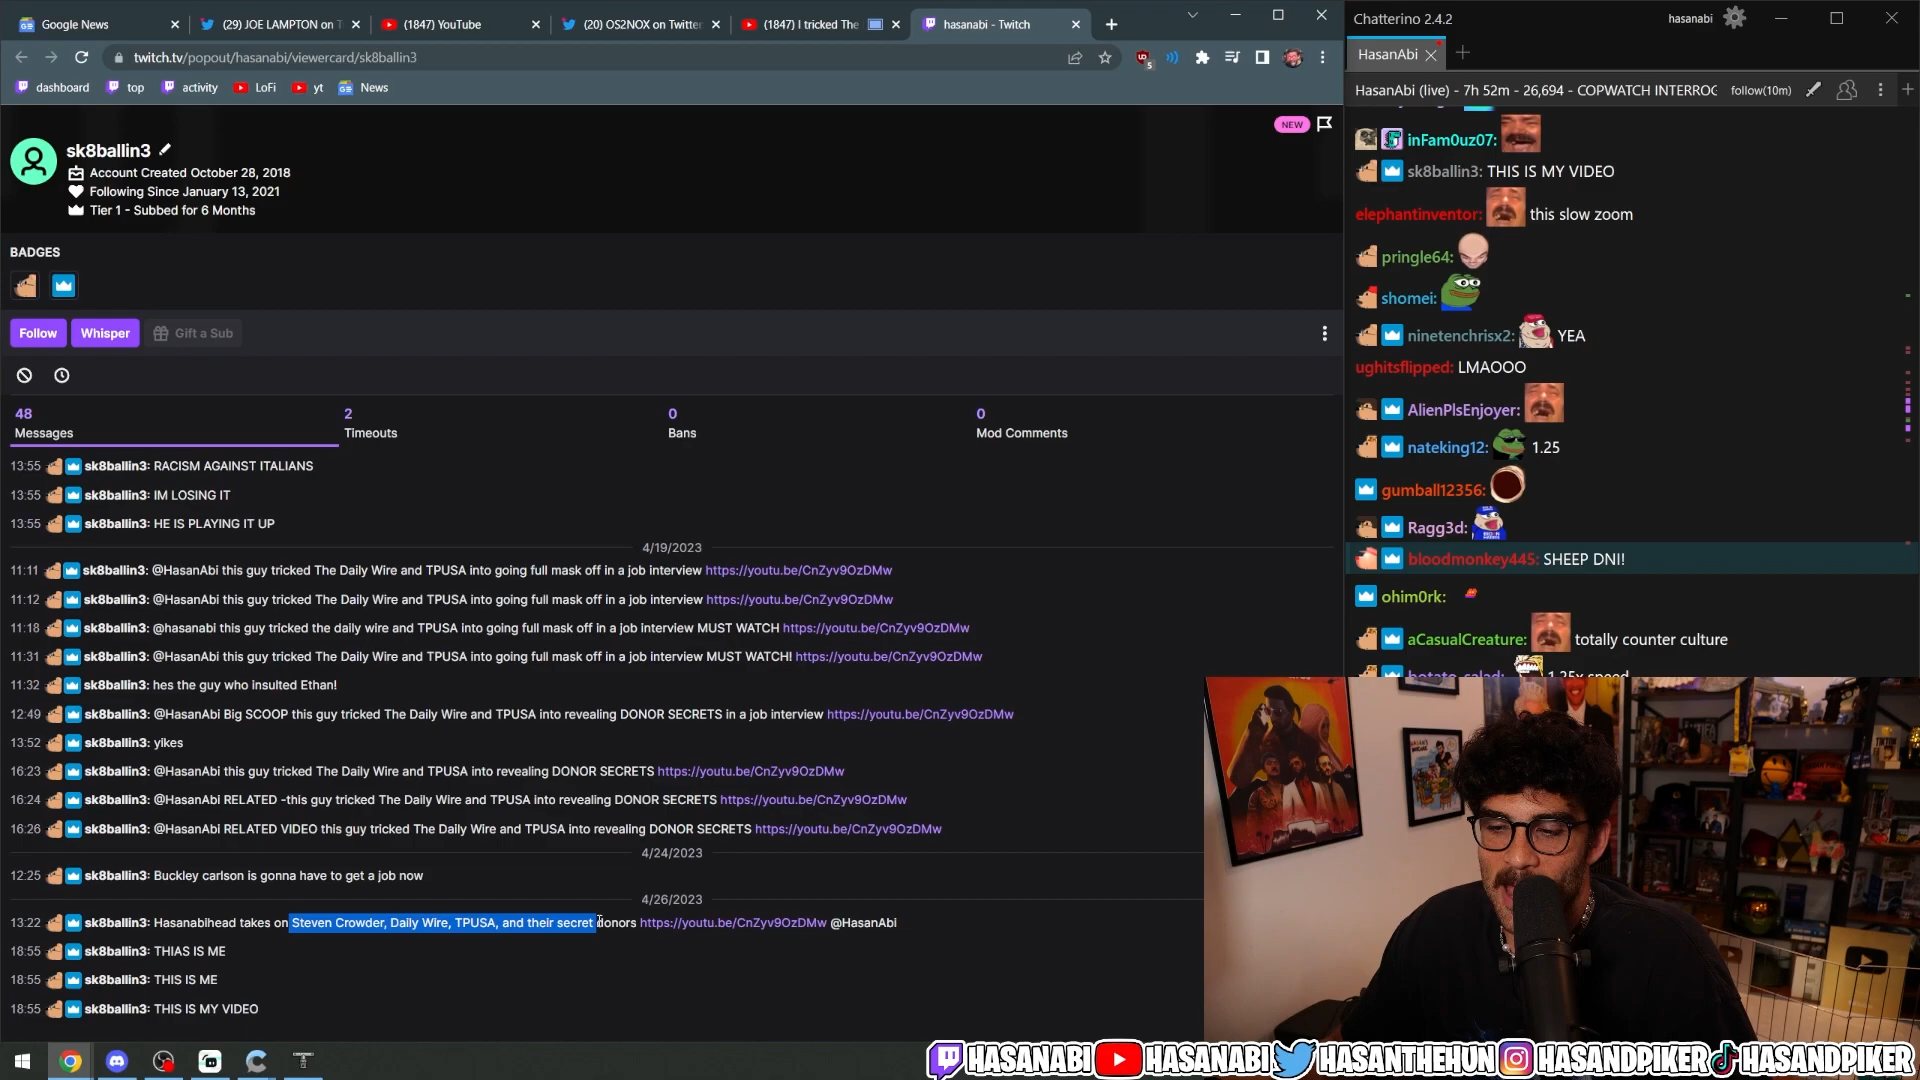 Google News
(29) JOE LAMPTON on T
(1847) YouTube
(20) OS2NOX on Twitter
(1847) I tricked The
hasanabi - Twitch
twitch.tv/popout/hasanabi/viewercard/sk8ballin3
dashboard
top
activity
LoFi
yt
News
sk8ballin3
NEW
Account Created October 28, 2018
Following Since January 13, 2021
Tier 1 - Subbed for 6 Months
BADGES
Follow
Whisper
Gift a Sub
48
Messages
2
Timeouts
0
Bans
0
Mod Comments
13:55 sk8ballin3: RACISM AGAINST ITALIANS
13:55 sk8ballin3: IM LOSING IT
13:55 sk8ballin3: HE IS PLAYING IT UP
4/19/2023
11:11 sk8ballin3: @HasanAbi this guy tricked The Daily Wire and TPUSA into going full mask off in a job interview https://youtu.be/CnZyv9OzDMw
11:12 sk8ballin3: @HasanAbi this guy tricked The Daily Wire and TPUSA into going full mask off in a job interview https://youtu.be/CnZyv9OzDMw
11:18 sk8ballin3: @hasanabi this guy tricked the daily wire and TPUSA into going full mask off in a job interview MUST WATCH https://youtu.be/CnZyv9OzDMw
11:31 sk8ballin3: @HasanAbi this guy tricked The Daily Wire and TPUSA into going full mask off in a job interview MUST WATCH! https://youtu.be/CnZyv9OzDMw
11:32 sk8ballin3: hes the guy who insulted Ethan!
12:49 sk8ballin3: @HasanAbi Big SCOOP this guy tricked The Daily Wire and TPUSA into revealing DONOR SECRETS in a job interview https://youtu.be/CnZyv9OzDMw
13:52 sk8ballin3: yikes
16:23 sk8ballin3: @HasanAbi this guy tricked The Daily Wire and TPUSA into revealing DONOR SECRETS https://youtu.be/CnZyv9OzDMw
16:24 sk8ballin3: @HasanAbi RELATED -this guy tricked The Daily Wire and TPUSA into revealing DONOR SECRETS https://youtu.be/CnZyv9OzDMw
16:26 sk8ballin3: @HasanAbi RELATED VIDEO this guy tricked The Daily Wire and TPUSA into revealing DONOR SECRETS https://youtu.be/CnZyv9OzDMw
4/24/2023
12:25 sk8ballin3: Buckley carlson is gonna have to get a job now
4/26/2023
13:22 sk8ballin3: Hasanabihead takes on Steven Crowder, Daily Wire, TPUSA, and their secret donors https://youtu.be/CnZyv9OzDMw @HasanAbi
18:55 sk8ballin3: THIAS IS ME
18:55 sk8ballin3: THIS IS ME
18:55 sk8ballin3: THIS IS MY VIDEO
Chatterino 2.4.2
hasanabi
HasanAbi
HasanAbi (live) - 7h 52m - 26,694 - COPWATCH INTERROG
follow(10m)
inFam0uz07:
sk8ballin3: THIS IS MY VIDEO
elephantinventor: this slow zoom
pringle64:
shomei:
ninetenchrisx2: YEA
ughitsflipped: LMAOOO
AlienPlsEnjoyer:
nateking12: 1.25
gumball12356:
Ragg3d:
bloodmonkey445: SHEEP DNI!
ohim0rk:
aCasualCreature: totally counter culture
potato_salad: 1.25x speed
HASANABI
HASANABI
HASANTHEHUN
HASANDPIKER
HASANDPIKER